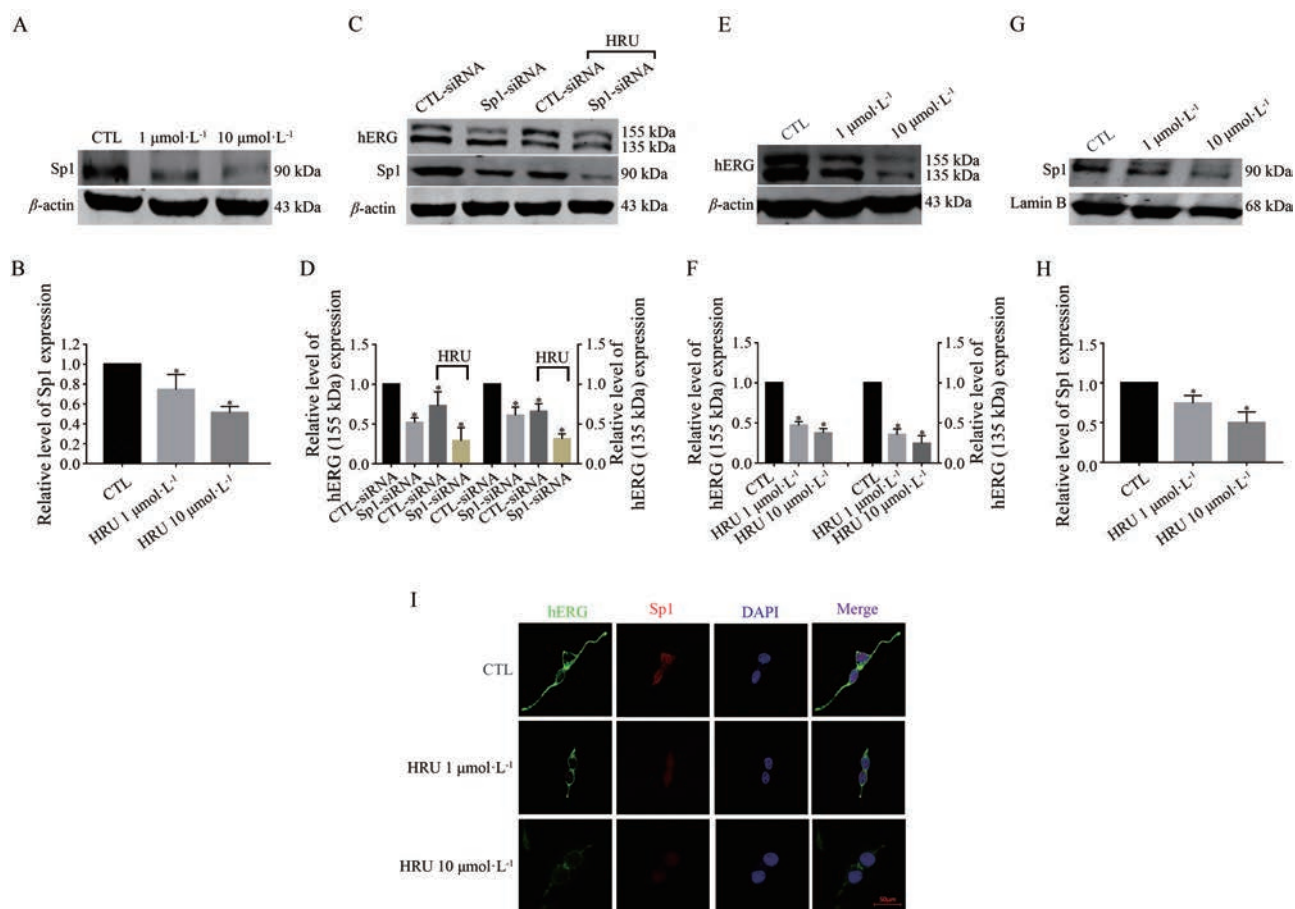 A
CTL 1 μmol·L⁻¹ 10 μmol·L⁻¹
Sp1 90 kDa
β-actin 43 kDa
C
HRU
CTL-siRNA Sp1-siRNA CTL-siRNA Sp1-siRNA
hERG 155 kDa
135 kDa
Sp1 90 kDa
β-actin 43 kDa
E
CTL 1 μmol·L⁻¹ 10 μmol·L⁻¹
hERG 155 kDa
135 kDa
β-actin 43 kDa
G
CTL 1 μmol·L⁻¹ 10 μmol·L⁻¹
Sp1 90 kDa
Lamin B 68 kDa
B
Relative level of Sp1 expression
1.2
1.0
0.8
0.6
0.4
0.2
0.0
* *
CTL
HRU 1 μmol·L⁻¹
HRU 10 μmol·L⁻¹
D
Relative level of
hERG (155 kDa) expression
1.5
1.0
0.5
0.0
HRU HRU
* * * * * *
CTL-siRNA
Sp1-siRNA
CTL-siRNA
Sp1-siRNA
CTL-siRNA
Sp1-siRNA
CTL-siRNA
Sp1-siRNA
1.5
1.0
0.5
0.0
Relative level of
hERG (135 kDa) expression
F
Relative level of
hERG (155 kDa) expression
1.5
1.0
0.5
0.0
* * * *
CTL
HRU 1 μmol·L⁻¹
HRU 10 μmol·L⁻¹
CTL
HRU 1 μmol·L⁻¹
HRU 10 μmol·L⁻¹
1.5
1.0
0.5
0.0
Relative level of
hERG (135 kDa) expression
H
Relative level of Sp1 expression
1.5
1.0
0.5
0.0
* *
CTL
HRU 1 μmol·L⁻¹
HRU 10 μmol·L⁻¹
I
hERG Sp1 DAPI Merge
CTL
HRU 1 μmol·L⁻¹
HRU 10 μmol·L⁻¹